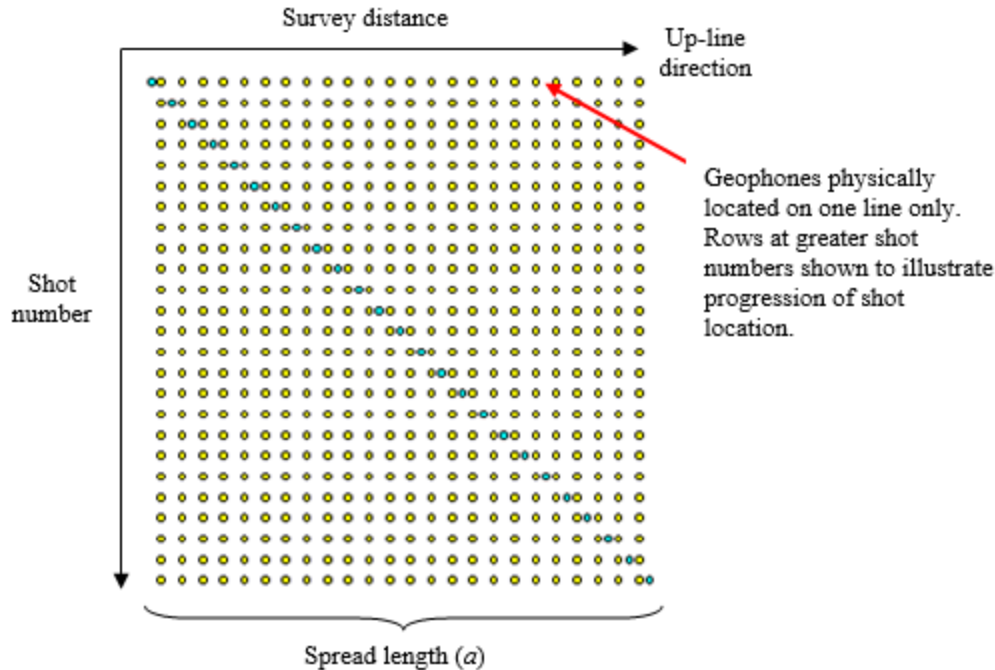 Survey distance
Up-line
direction
Geophones physically
located on one line only.
Rows at greater shot
numbers shown to illustrate
progression of shot
location.
Shot
number
Spread length (a)